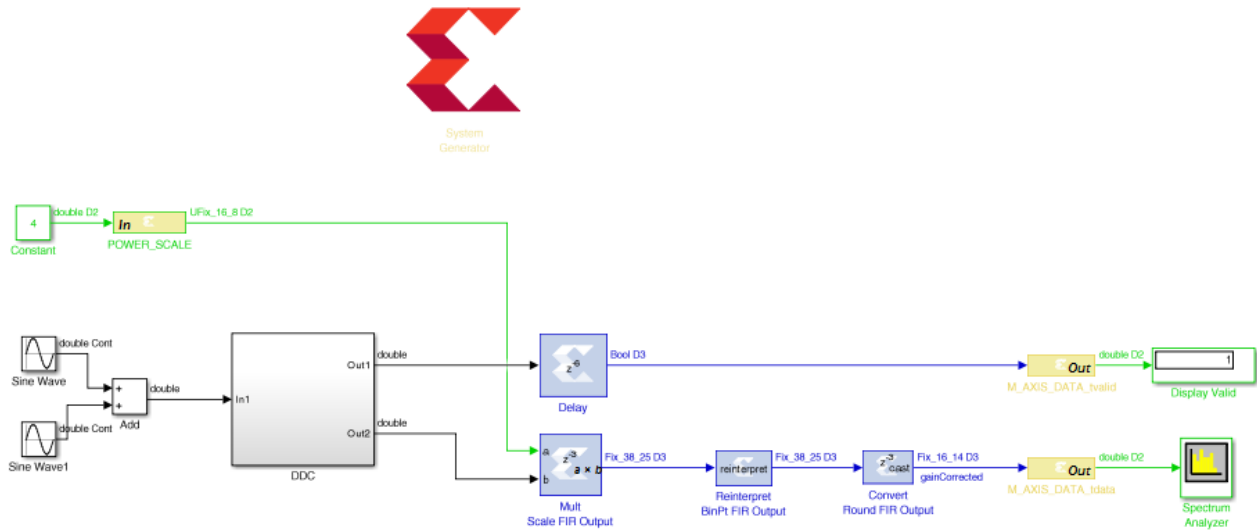 System
Generator
double D2
UFix_16_8 D2
4
In
Constant
POWER_SCALE
double Cont
Sine Wave
double
Add
double Cont
Sine Wave1
In1
Out1
Out2
DDC
double
double
z-6
Bool D3
Delay
Out
double D2
1
M_AXIS_DATA_tvalid
Display Valid
a
b
z-3
a × b
Fix_38_25 D3
Mult
Scale FIR Output
reinterpret
Fix_38_25 D3
Reinterpret
BinPt FIR Output
z-3
cast
Fix_16_14 D3
gainCorrected
Convert
Round FIR Output
Out
double D2
M_AXIS_DATA_tdata
Spectrum
Analyzer